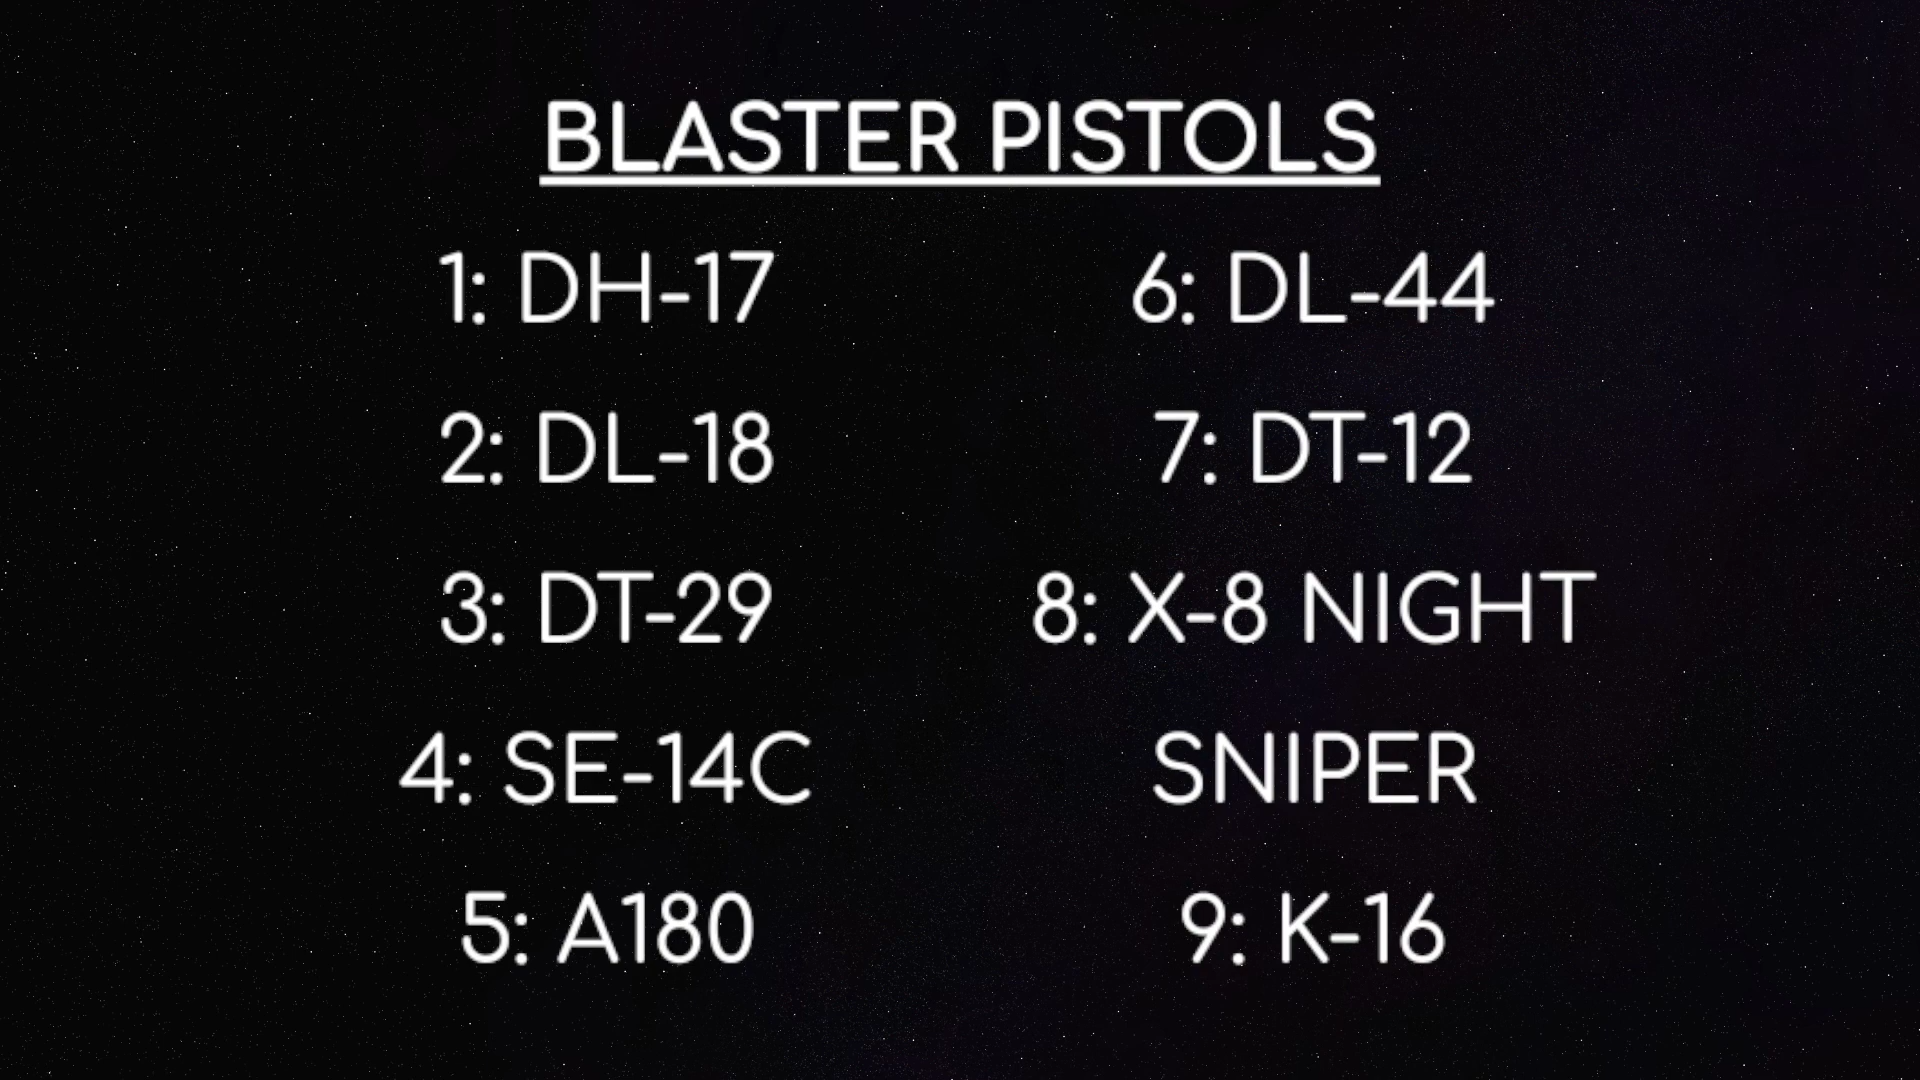 BLASTER PISTOLS
1: DH-17
2: DL-18
3: DT-29
4: SE-14C
5: A180
6: DL-44
7: DT-12
8: X-8 NIGHT
SNIPER
9: K-16